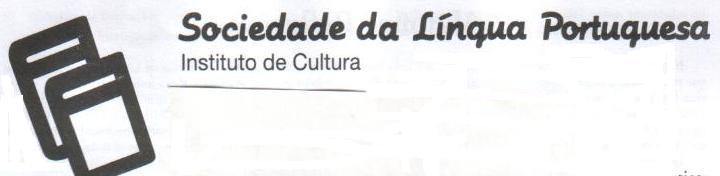 Sociedade da Língua Portuguesa
Instituto de Cultura